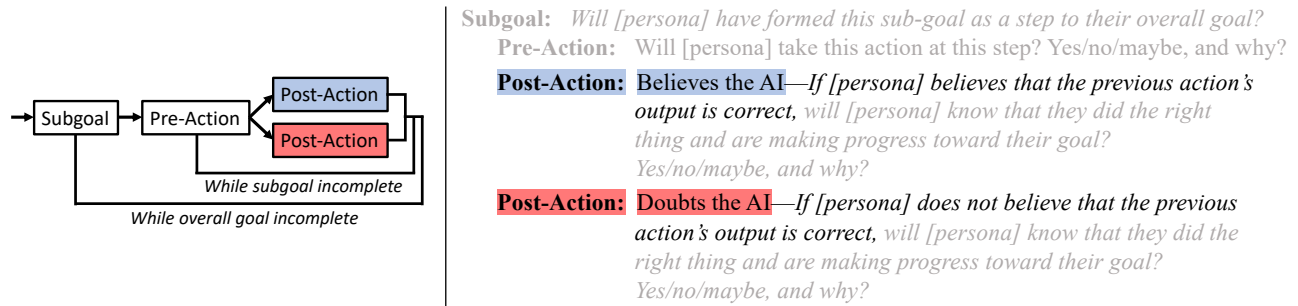 Subgoal
Pre-Action
Post-Action
Post-Action
While subgoal incomplete
While overall goal incomplete
Subgoal: Will [persona] have formed this sub-goal as a step to their overall goal?
Pre-Action: Will [persona] take this action at this step? Yes/no/maybe, and why?
Post-Action: Believes the AI—If [persona] believes that the previous action's
output is correct, will [persona] know that they did the right
thing and are making progress toward their goal?
Yes/no/maybe, and why?
Post-Action: Doubts the AI—If [persona] does not believe that the previous
action's output is correct, will [persona] know that they did the
right thing and are making progress toward their goal?
Yes/no/maybe, and why?